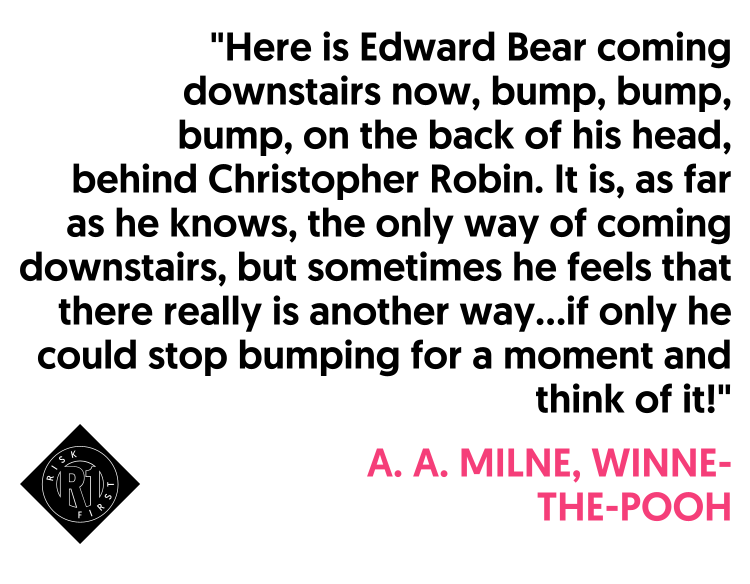 "Here is Edward Bear coming
downstairs now, bump, bump,
bump, on the back of his head,
behind Christopher Robin. It is, as far
as he knows, the only way of coming
downstairs, but sometimes he feels that
there really is another way...if only he
could stop bumping for a moment and
think of it!"
A. A. MILNE, WINNE-
THE-POOH
RISK
R1
FIRST